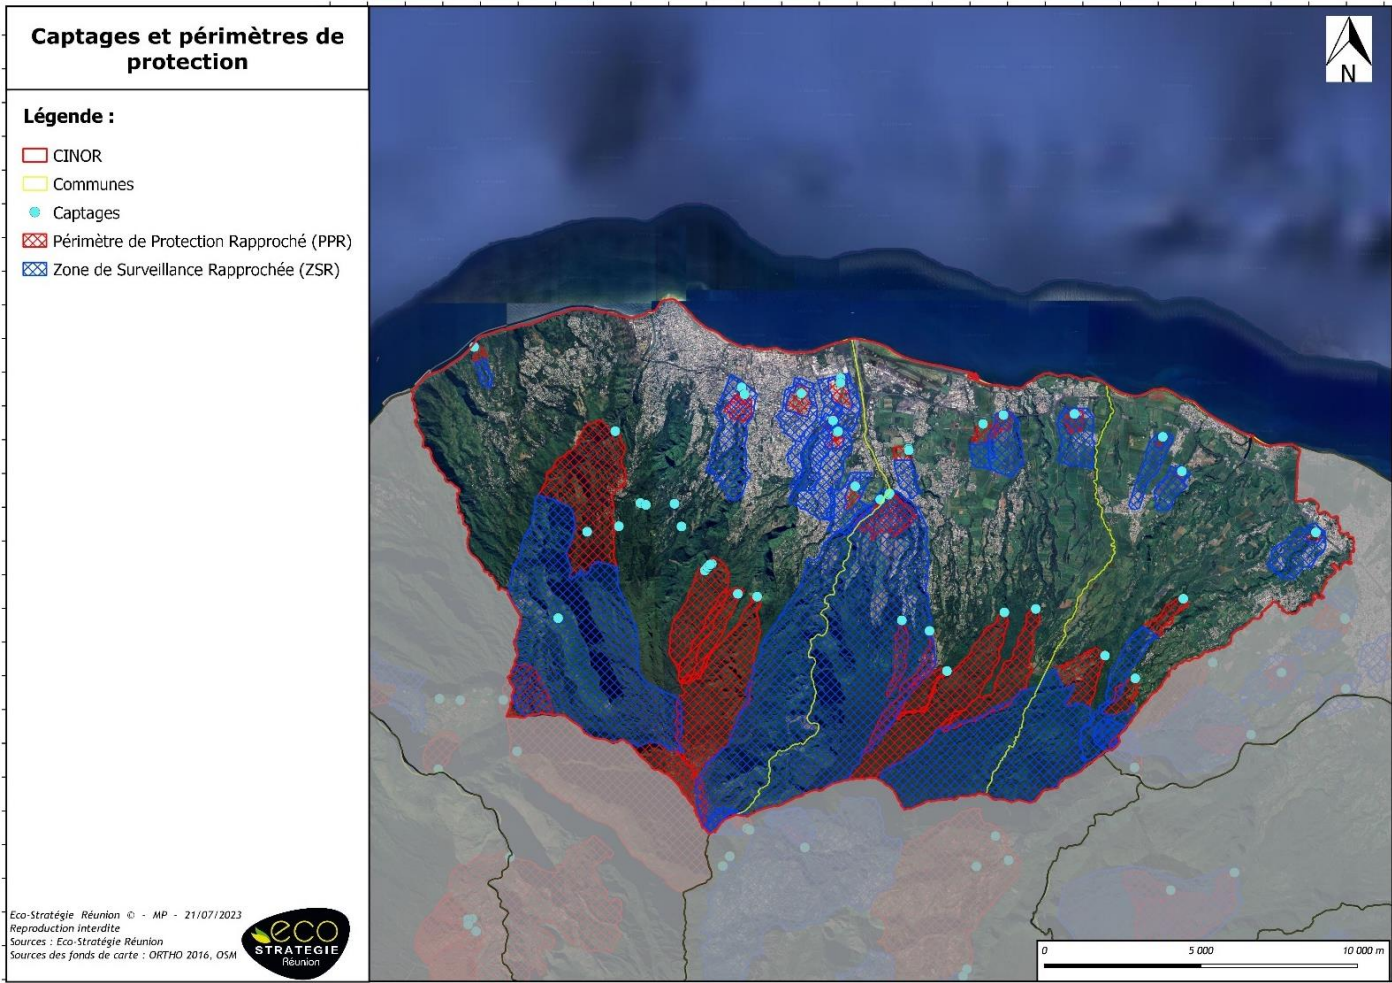 Captages et périmètres de
protection
Légende :
CINOR
Communes
Captages
Périmètre de Protection Rapproché (PPR)
Zone de Surveillance Rapprochée (ZSR)
N
Eco-Stratégie Réunion © - MP - 21/07/2023
Reproduction interdite
Sources : Eco-Stratégie Réunion
Sources des fonds de carte : ORTHO 2016, OSM
eco
STRATEGIE
Réunion
0 5 000 10 000 m